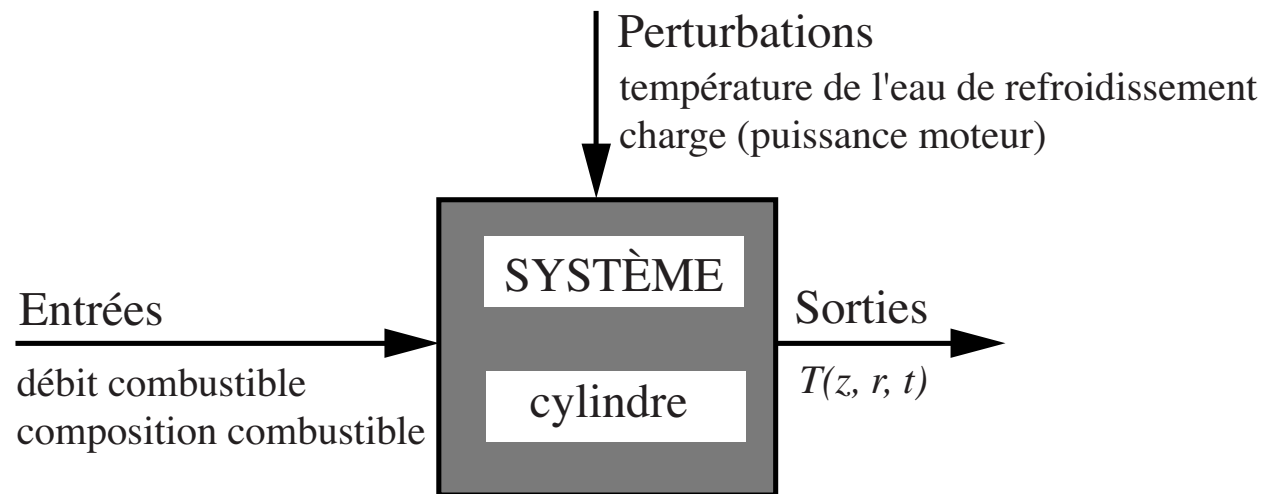 Perturbations
température de l'eau de refroidissement
charge (puissance moteur)
SYSTÈME
Entrées
Sorties
débit combustible
composition combustible
cylindre
T(z, r, t)